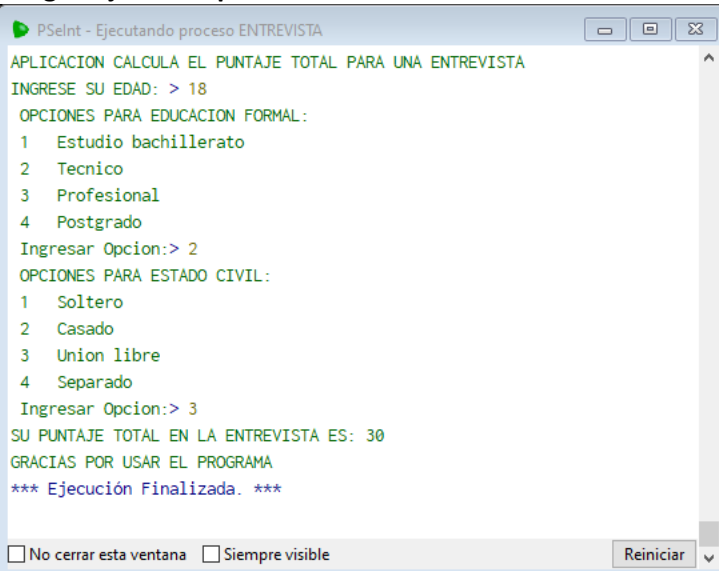 PSeInt - Ejecutando proceso ENTREVISTA
APLICACION CALCULA EL PUNTAJE TOTAL PARA UNA ENTREVISTA
INGRESE SU EDAD: > 18
OPCIONES PARA EDUCACION FORMAL:
1 Estudio bachillerato
2 Tecnico
3 Profesional
4 Postgrado
Ingresar Opcion:> 2
OPCIONES PARA ESTADO CIVIL:
1 Soltero
2 Casado
3 Union libre
4 Separado
Ingresar Opcion:> 3
SU PUNTAJE TOTAL EN LA ENTREVISTA ES: 30
GRACIAS POR USAR EL PROGRAMA
*** Ejecución Finalizada. ***
No cerrar esta ventana Siempre visible Reiniciar